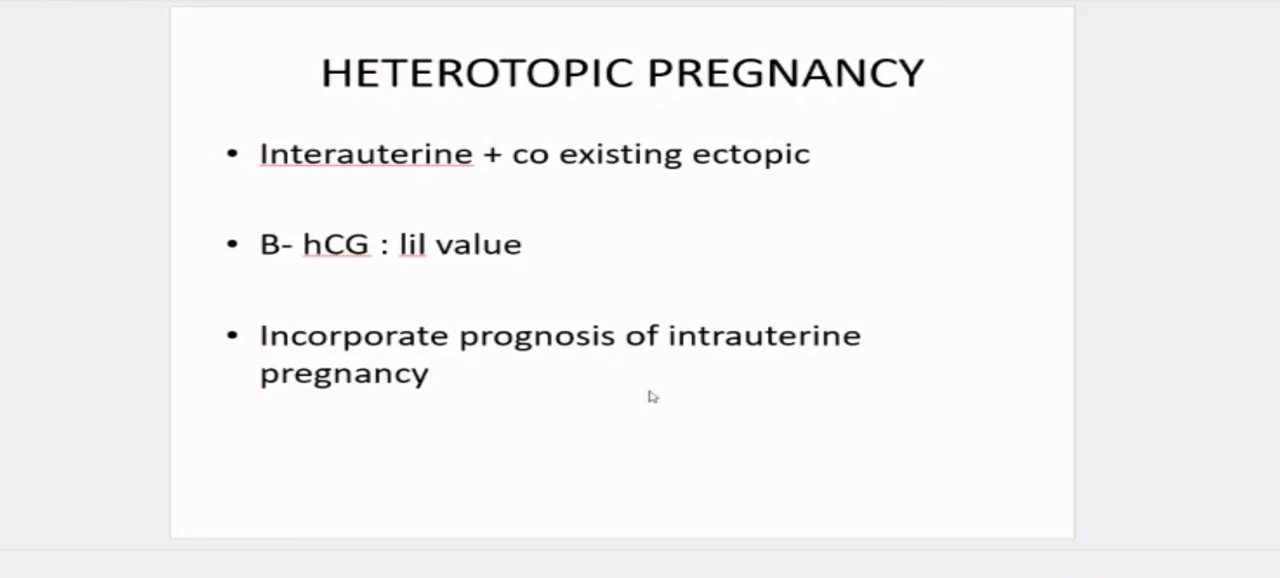 HETEROTOPIC PREGNANCY
• Interauterine + co existing ectopic
• B- hCG : lil value
• Incorporate prognosis of intrauterine
pregnancy